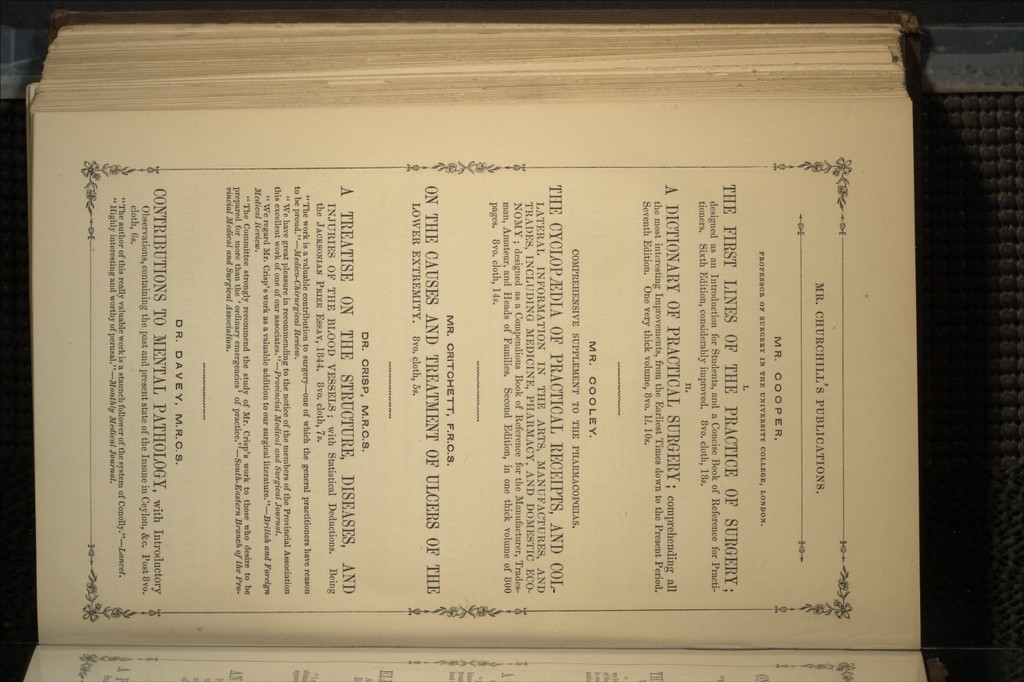 MR. CHURCHILL'S PUBLICATIONS.
MR. COOPER,
PROFESSOR OF SURGERY IN THE UNIVERSITY COLLEGE, LONDON.
I.
THE FIRST LINES OF THE PRACTICE OF SURGERY;
designed as an Introduction for Students, and a Concise Book of Reference for Practi-
tioners. Sixth Edition, considerably improved. 8vo. cloth, 18s.
II.
A DICTIONARY OF PRACTICAL SURGERY; comprehending all
the most interesting Improvements, from the Earliest Times down to the Present Period.
Seventh Edition. One very thick volume, 8vo. 1l. 10s.
MR. COOLEY.
COMPREHENSIVE SUPPLEMENT TO THE PHARMACOPŒIAS.
THE CYCLOPÆDIA OF PRACTICAL RECEIPTS, AND COL-
LATERAL INFORMATION IN THE ARTS, MANUFACTURES, AND
TRADES, INCLUDING MEDICINE, PHARMACY, AND DOMESTIC ECO-
NOMY; designed as a Compendious Book of Reference for the Manufacturer, Trades-
man, Amateur, and Heads of Families. Second Edition, in one thick volume of 800
pages. 8vo. cloth, 14s.
MR. CRITCHETT, F.R.C.S.
ON THE CAUSES AND TREATMENT OF ULCERS OF THE
LOWER EXTREMITY. 8vo. cloth, 5s.
DR. CRISP, M.R.C.S.
A TREATISE ON THE STRUCTURE, DISEASES, AND
INJURIES OF THE BLOOD VESSELS; with Statistical Deductions. Being
the JACKSONIAN PRIZE ESSAY, 1844. 8vo. cloth, 7s.
"The work is a valuable contribution to surgery—one of which the general practitioners have reason
to be proud."—Medico-Chirurgical Review.
"We have great pleasure in recommending to the notice of the members of the Provincial Association
this excellent work of one of our associates."—Provincial Medical and Surgical Journal.
"We regard Mr. Crisp's work as a valuable addition to our surgical literature."—British and Foreign
Medical Review.
"The Committee strongly recommend the study of Mr. Crisp's work to those who desire to be
prepared for more than the 'ordinary emergencies' of practice."—South-Eastern Branch of the Pro-
vincial Medical and Surgical Association.
DR. DAVEY, M.R.C.S.
CONTRIBUTIONS TO MENTAL PATHOLOGY, with Introductory
Observations, containing the past and present state of the Insane in Ceylon, &c. Post 8vo.
cloth, 6s.
"The author of this really valuable work is a staunch follower of the system of Conolly."—Lancet.
"Highly interesting and worthy of perusal."—Monthly Medical Journal.